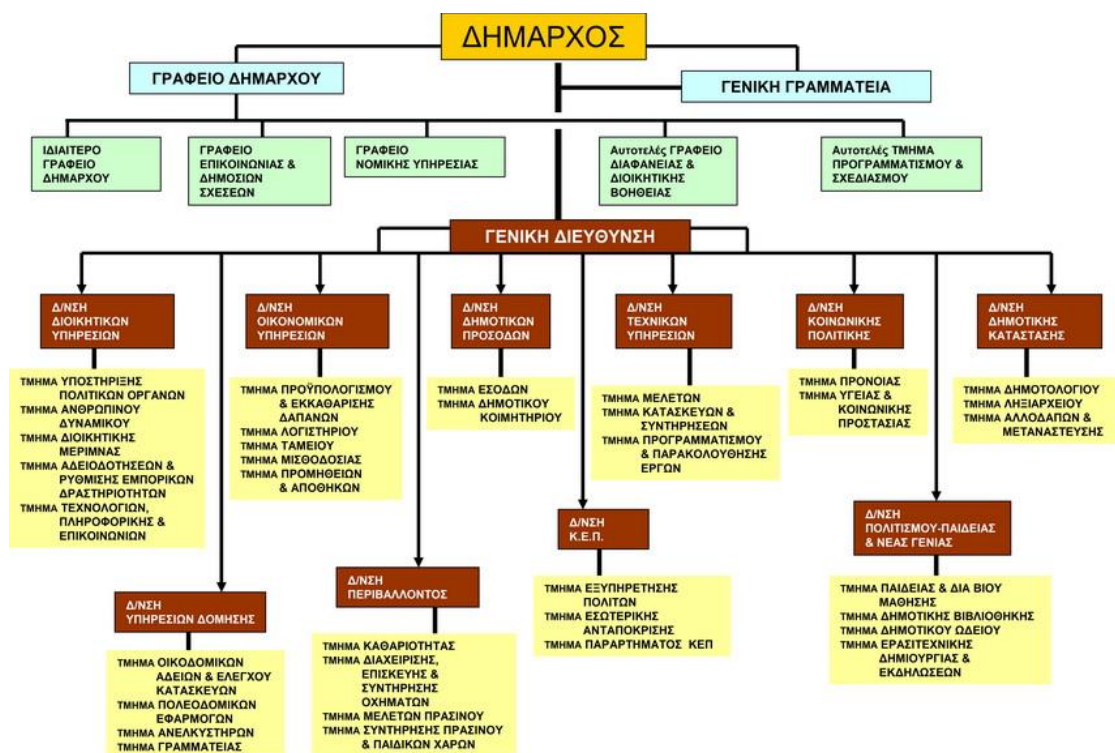 ΔΗΜΑΡΧΟΣ
ΓΡΑΦΕΙΟ ΔΗΜΑΡΧΟΥ
ΓΕΝΙΚΗ ΓΡΑΜΜΑΤΕΙΑ
ΙΔΙΑΙΤΕΡΟ
ΓΡΑΦΕΙΟ
ΔΗΜΑΡΧΟΥ
ΓΡΑΦΕΙΟ
ΕΠΙΚΟΙΝΩΝΙΑΣ &
ΔΗΜΟΣΙΩΝ
ΣΧΕΣΕΩΝ
ΓΡΑΦΕΙΟ
ΝΟΜΙΚΗΣ ΥΠΗΡΕΣΙΑΣ
Αυτοτελές ΓΡΑΦΕΙΟ
ΔΙΑΦΑΝΕΙΑΣ &
ΔΙΟΙΚΗΤΙΚΗΣ
ΒΟΗΘΕΙΑΣ
Αυτοτελές ΤΜΗΜΑ
ΠΡΟΓΡΑΜΜΑΤΙΣΜΟΥ &
ΣΧΕΔΙΑΣΜΟΥ
ΓΕΝΙΚΗ ΔΙΕΥΘΥΝΣΗ
Δ/ΝΣΗ
ΔΙΟΙΚΗΤΙΚΩΝ
ΥΠΗΡΕΣΙΩΝ
ΤΜΗΜΑ ΥΠΟΣΤΗΡΙΞΗΣ
ΠΟΛΙΤΙΚΩΝ ΟΡΓΑΝΩΝ
ΤΜΗΜΑ ΑΝΘΡΩΠΙΝΟΥ
ΔΥΝΑΜΙΚΟΥ
ΤΜΗΜΑ ΔΙΟΙΚΗΤΙΚΗΣ
ΜΕΡΙΜΝΑΣ
ΤΜΗΜΑ ΑΔΕΙΟΔΟΤΗΣΕΩΝ &
ΡΥΘΜΙΣΗΣ ΕΜΠΟΡΙΚΩΝ
ΔΡΑΣΤΗΡΙΟΤΗΤΩΝ
ΤΜΗΜΑ ΤΕΧΝΟΛΟΓΙΩΝ,
ΠΛΗΡΟΦΟΡΙΚΗΣ &
ΕΠΙΚΟΙΝΩΝΙΩΝ
Δ/ΝΣΗ
ΟΙΚΟΝΟΜΙΚΩΝ
ΥΠΗΡΕΣΙΩΝ
ΤΜΗΜΑ ΠΡΟΫΠΟΛΟΓΙΣΜΟΥ
& ΕΚΚΑΘΑΡΙΣΗΣ
ΔΑΠΑΝΩΝ
ΤΜΗΜΑ ΛΟΓΙΣΤΗΡΙΟΥ
ΤΜΗΜΑ ΤΑΜΕΙΟΥ
ΤΜΗΜΑ ΜΙΣΘΟΔΟΣΙΑΣ
ΤΜΗΜΑ ΠΡΟΜΗΘΕΙΩΝ
& ΑΠΟΘΗΚΩΝ
Δ/ΝΣΗ
ΔΗΜΟΤΙΚΩΝ
ΠΡΟΣΟΔΩΝ
ΤΜΗΜΑ ΕΣΟΔΩΝ
ΤΜΗΜΑ ΔΗΜΟΤΙΚΟΥ
ΚΟΙΜΗΤΗΡΙΟΥ
Δ/ΝΣΗ
ΤΕΧΝΙΚΩΝ
ΥΠΗΡΕΣΙΩΝ
ΤΜΗΜΑ ΜΕΛΕΤΩΝ
ΤΜΗΜΑ ΚΑΤΑΣΚΕΥΩΝ &
ΣΥΝΤΗΡΗΣΕΩΝ
ΤΜΗΜΑ ΠΡΟΓΡΑΜΜΑΤΙΣΜΟΥ
& ΠΑΡΑΚΟΛΟΥΘΗΣΗΣ
ΕΡΓΩΝ
Δ/ΝΣΗ
ΚΟΙΝΩΝΙΚΗΣ
ΠΟΛΙΤΙΚΗΣ
ΤΜΗΜΑ ΠΡΟΝΟΙΑΣ
ΤΜΗΜΑ ΥΓΕΙΑΣ &
ΚΟΙΝΩΝΙΚΗΣ
ΠΡΟΣΤΑΣΙΑΣ
Δ/ΝΣΗ
ΔΗΜΟΤΙΚΗΣ
ΚΑΤΑΣΤΑΣΗΣ
ΤΜΗΜΑ ΔΗΜΟΤΟΛΟΓΙΟΥ
ΤΜΗΜΑ ΛΗΞΙΑΡΧΕΙΟΥ
ΤΜΗΜΑ ΑΛΛΟΔΑΠΩΝ &
ΜΕΤΑΝΑΣΤΕΥΣΗΣ
Δ/ΝΣΗ
ΥΠΗΡΕΣΙΩΝ ΔΟΜΗΣΗΣ
ΤΜΗΜΑ ΟΙΚΟΔΟΜΙΚΩΝ
ΑΔΕΙΩΝ & ΕΛΕΓΧΟΥ
ΚΑΤΑΣΚΕΥΩΝ
ΤΜΗΜΑ ΠΟΛΕΟΔΟΜΙΚΩΝ
ΕΦΑΡΜΟΓΩΝ
ΤΜΗΜΑ ΑΝΕΛΚΥΣΤΗΡΩΝ
ΤΜΗΜΑ ΓΡΑΜΜΑΤΕΙΑΣ
Δ/ΝΣΗ
ΠΕΡΙΒΑΛΛΟΝΤΟΣ
ΤΜΗΜΑ ΚΑΘΑΡΙΟΤΗΤΑΣ
ΤΜΗΜΑ ΔΙΑΧΕΙΡΙΣΗΣ,
ΕΠΙΣΚΕΥΗΣ &
ΣΥΝΤΗΡΗΣΗΣ
ΟΧΗΜΑΤΩΝ
ΤΜΗΜΑ ΜΕΛΕΤΩΝ ΠΡΑΣΙΝΟΥ
ΤΜΗΜΑ ΣΥΝΤΗΡΗΣΗΣ ΠΡΑΣΙΝΟΥ
& ΠΑΙΔΙΚΩΝ ΧΑΡΩΝ
Δ/ΝΣΗ
Κ.Ε.Π.
ΤΜΗΜΑ ΕΞΥΠΗΡΕΤΗΣΗΣ
ΠΟΛΙΤΩΝ
ΤΜΗΜΑ ΕΣΩΤΕΡΙΚΗΣ
ΑΝΤΑΠΟΚΡΙΣΗΣ
ΤΜΗΜΑ ΠΑΡΑΡΤΗΜΑΤΟΣ ΚΕΠ
Δ/ΝΣΗ
ΠΟΛΙΤΙΣΜΟΥ-ΠΑΙΔΕΙΑΣ
& ΝΕΑΣ ΓΕΝΙΑΣ
ΤΜΗΜΑ ΠΑΙΔΕΙΑΣ & ΔΙΑ ΒΙΟΥ
ΜΑΘΗΣΗΣ
ΤΜΗΜΑ ΔΗΜΟΤΙΚΗΣ ΒΙΒΛΙΟΘΗΚΗΣ
ΤΜΗΜΑ ΔΗΜΟΤΙΚΟΥ ΩΔΕΙΟΥ
ΤΜΗΜΑ ΕΡΑΣΙΤΕΧΝΙΚΗΣ
ΔΗΜΙΟΥΡΓΙΑΣ &
ΕΚΔΗΛΩΣΕΩΝ